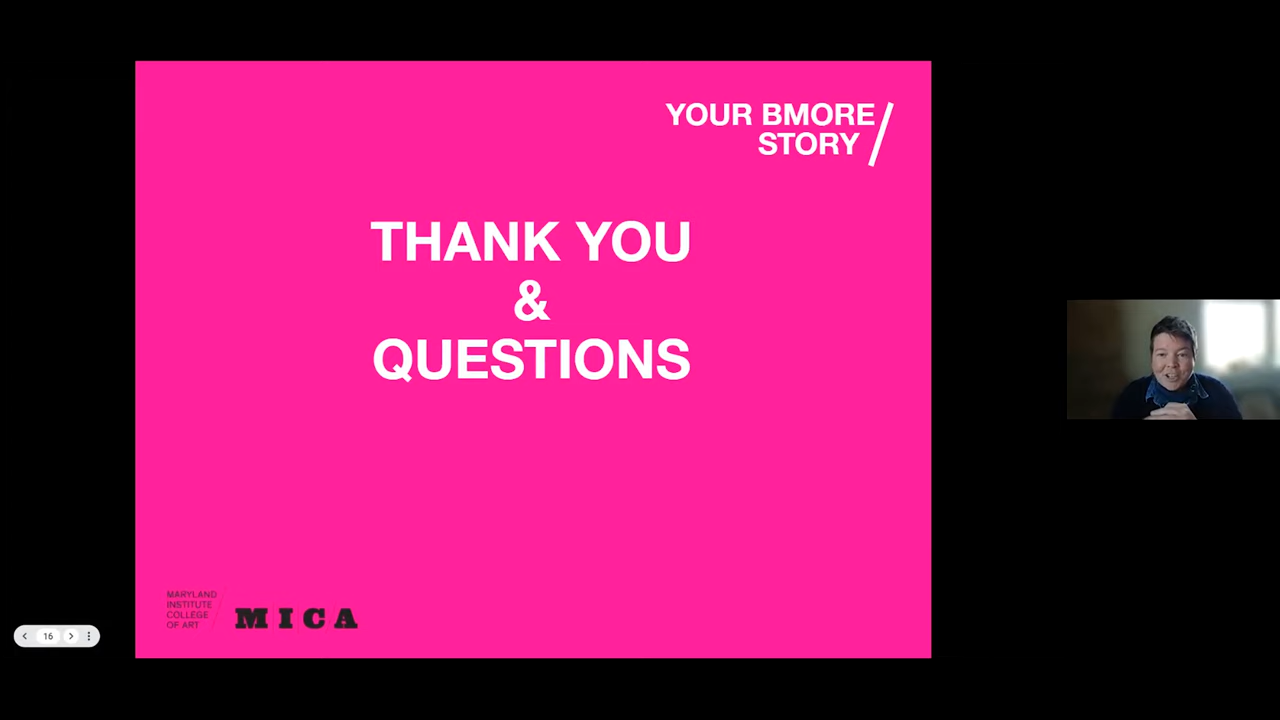 YOUR BMORE
STORY
THANK YOU
&
QUESTIONS
MARYLAND
INSTITUTE
COLLEGE
OF ART
MICA
16